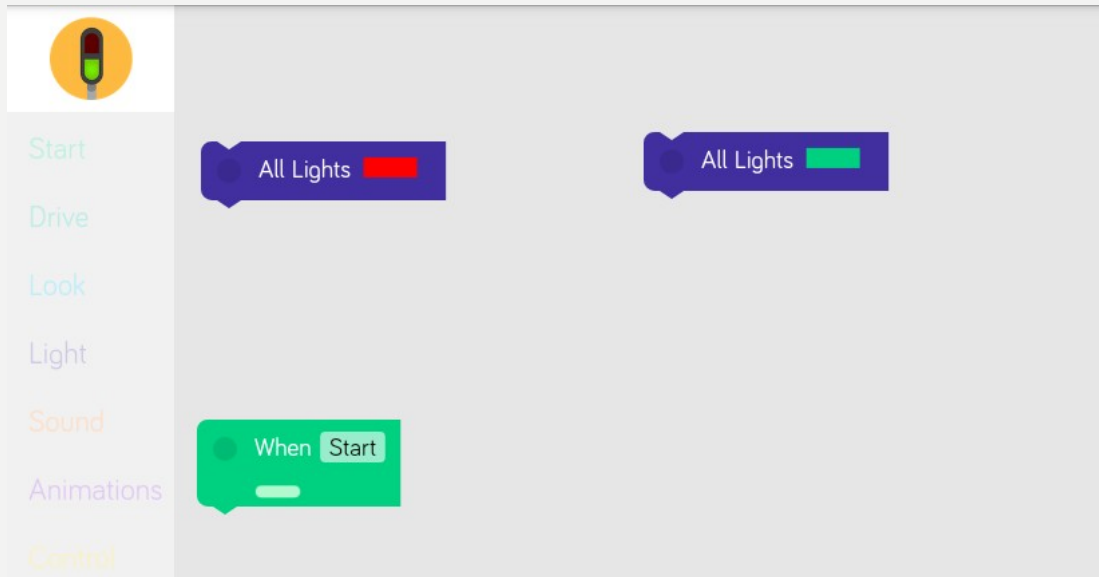 Start
Drive
Look
Light
Sound
Animations
Control
All Lights
All Lights
When Start